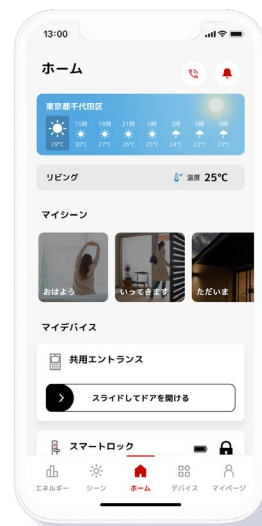 13:00
ホーム
東京都千代田区
15時 18時 21時 0時 3時 6時 9時
29℃ 30℃ 27℃ 26℃ 25℃ 24℃ 22℃ 23℃
リビング 温度 25℃
マイシーン
おはよう いってきます ただいま
マイデバイス
共用エントランス
スライドしてドアを開ける
スマートロック
エネルギー シーン ホーム デバイス マイページ